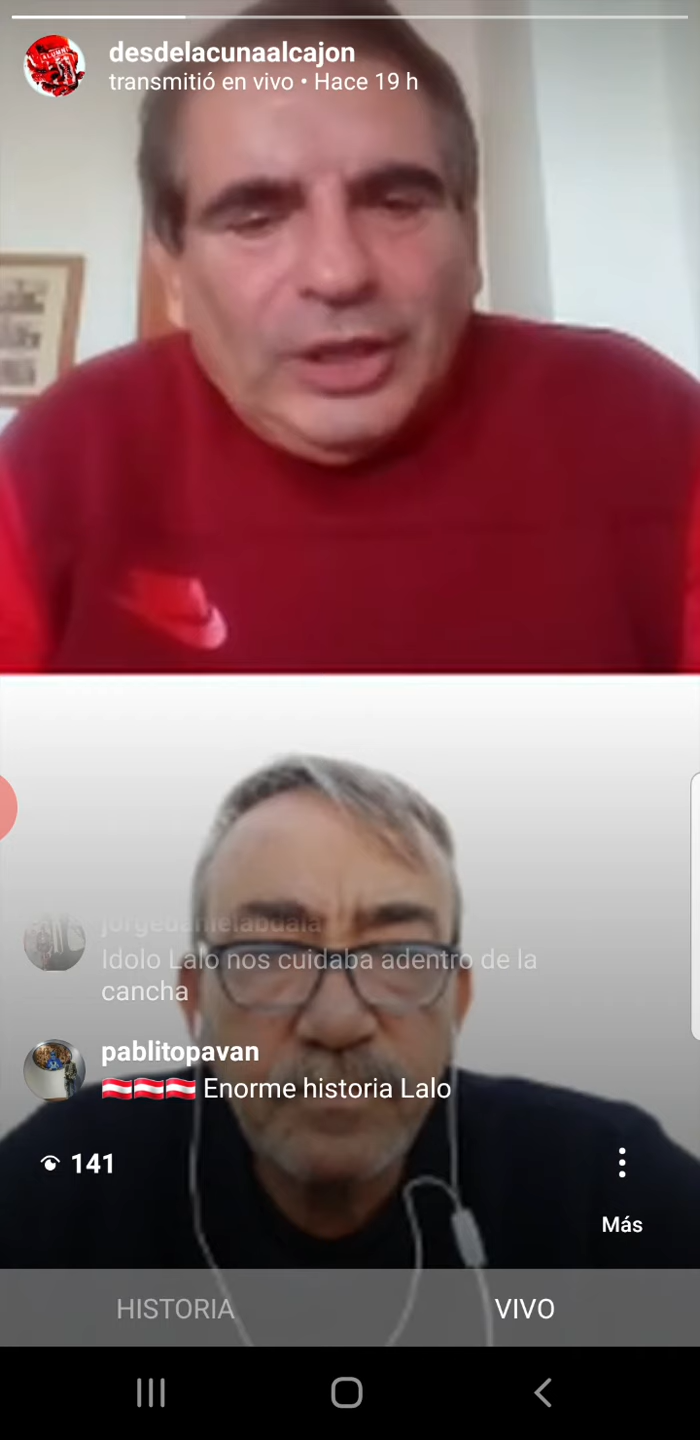 desdelacunaalcajon
transmitió en vivo • Hace 19 h
jorgedanielabdala
Idolo Lalo nos cuidaba adentro de la
cancha
pablitopavan
🇦🇹🇦🇹🇦🇹 Enorme historia Lalo
141
Más
HISTORIA
VIVO